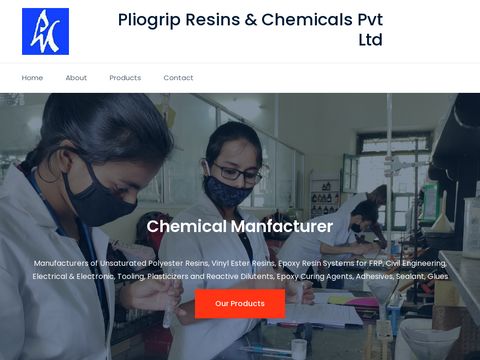 Pliogrip Resins & Chemicals Pvt
Ltd
Home About Products Contact
Chemical Manfacturer
Manufacturers of Unsaturated Polyester Resins, Vinyl Ester Resins, Epoxy Resin Systems for FRP, Civil Engineering,
Electrical & Electronic, Tooling, Plasticizers and Reactive Dilutents, Epoxy Curing Agents, Adhesives, Sealant, Glues
Our Products